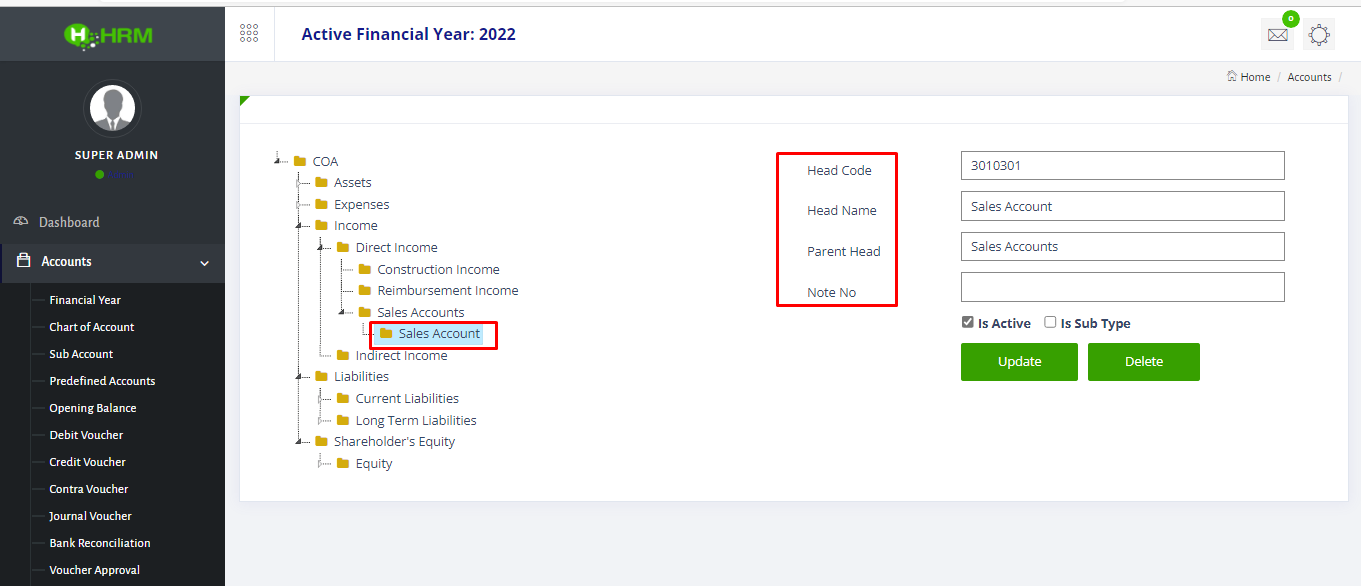 HRM
Active Financial Year: 2022
0
Home / Accounts /
SUPER ADMIN
Dashboard
Accounts
Financial Year
Chart of Account
Sub Account
Predefined Accounts
Opening Balance
Debit Voucher
Credit Voucher
Contra Voucher
Journal Voucher
Bank Reconciliation
Voucher Approval
COA
Assets
Expenses
Income
Direct Income
Construction Income
Reimbursement Income
Sales Accounts
Sales Account
Indirect Income
Liabilities
Current Liabilities
Long Term Liabilities
Shareholder's Equity
Equity
Head Code 3010301
Head Name Sales Account
Parent Head Sales Accounts
Note No
Is Active Is Sub Type
Update Delete